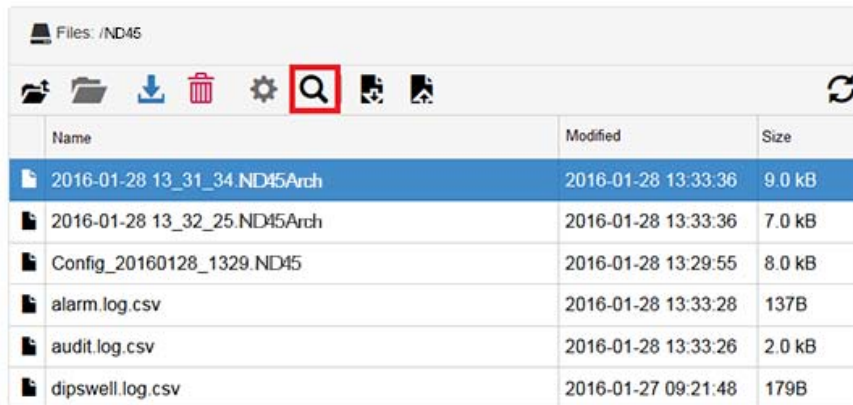 Files: /ND45
Name Modified Size
2016-01-28 13_31_34.ND45Arch 2016-01-28 13:33:36 9.0 kB
2016-01-28 13_32_25.ND45Arch 2016-01-28 13:33:36 7.0 kB
Config_20160128_1329.ND45 2016-01-28 13:29:55 8.0 kB
alarm.log.csv 2016-01-28 13:33:28 137B
audit.log.csv 2016-01-28 13:33:26 2.0 kB
dipswell.log.csv 2016-01-27 09:21:48 179B